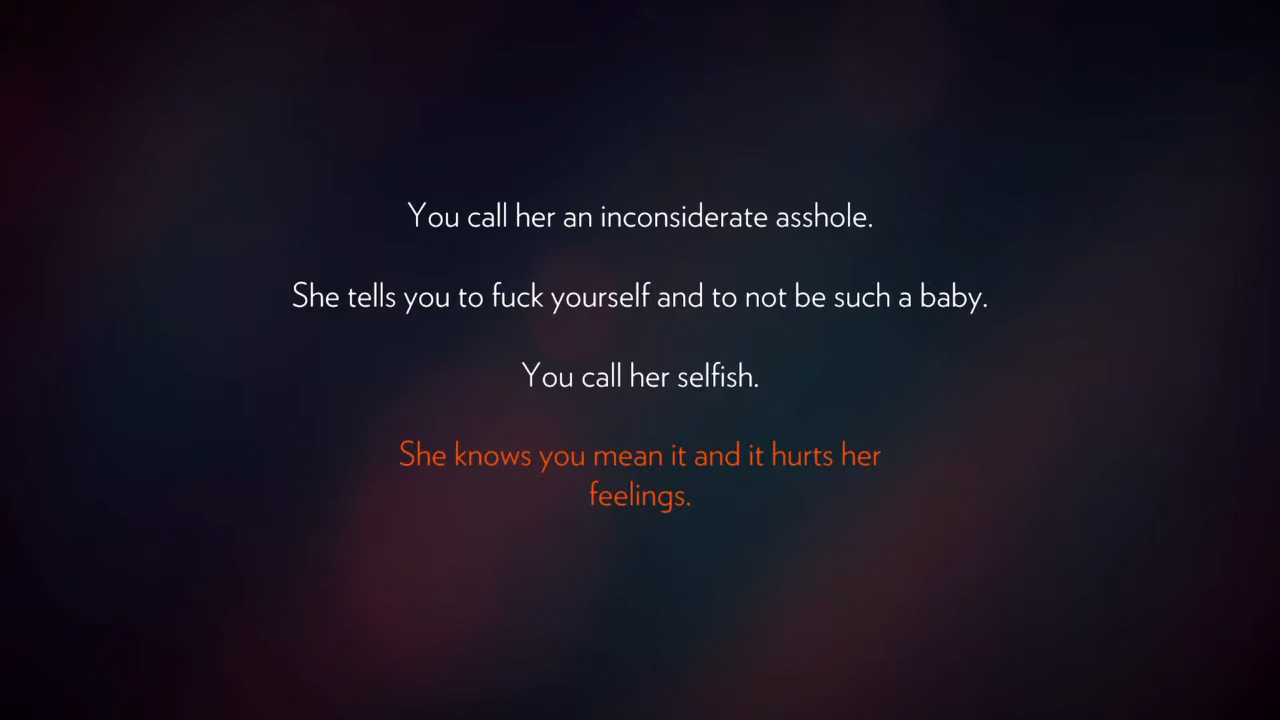 You call her an inconsiderate asshole.
She tells you to fuck yourself and to not be such a baby.
You call her selfish.
She knows you mean it and it hurts her
feelings.